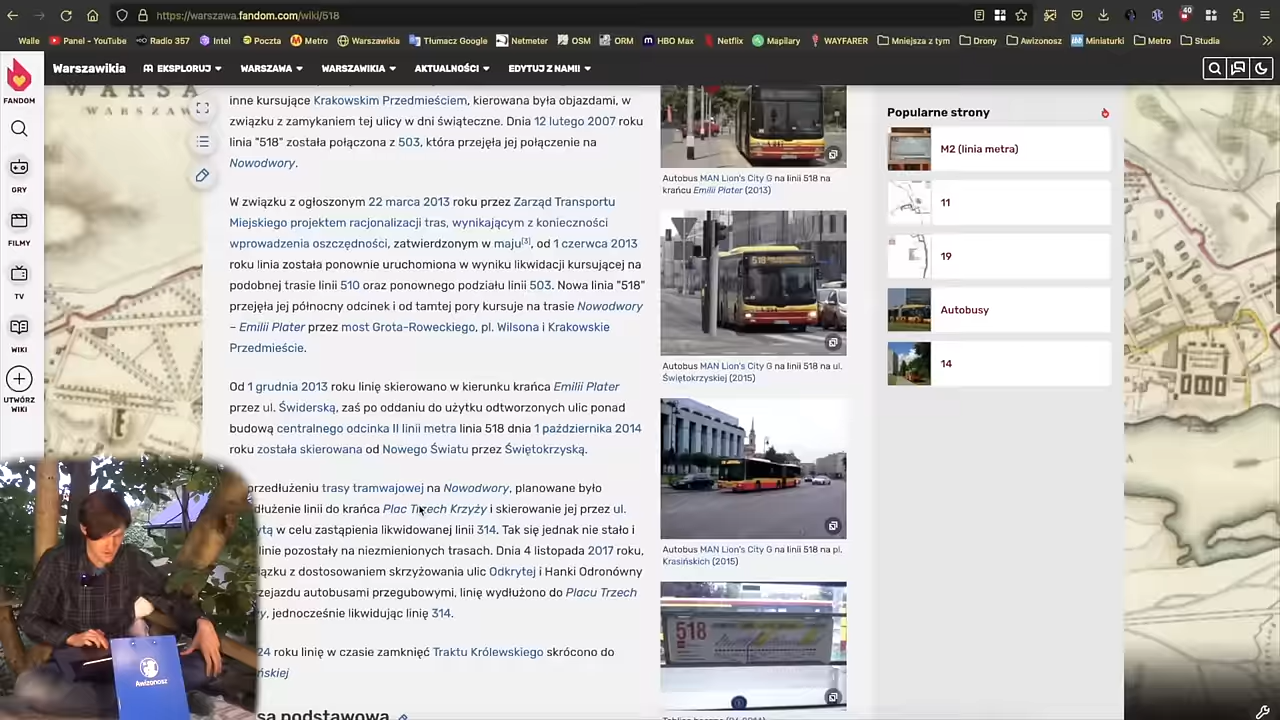 https://warszawa.fandom.com/wiki/518
40
Walle
Panel - YouTube
Radio 357
Intel
Poczta
Metro
Warszawikia
Tłumacz Google
Netmeter
OSM
ORM
HBO Max
Netflix
Mapilary
WAYFARER
Mniejsza z tym
Drony
Awizonosz
Miniaturki
Metro
Studia
FANDOM
GRY
FILMY
TV
WIKI
UTWÓRZ
WIKI
Warszawikia
EKSPLORUJ
WARSZAWA
WARSZAWIKIA
AKTUALNOŚCI
EDYTUJ Z NAMI!
inne kursujące Krakowskim Przedmieściem, kierowana była objazdami, w
związku z zamykaniem tej ulicy w dni świąteczne. Dnia 12 lutego 2007 roku
linia "518" została połączona z 503, która przejęła jej połączenie na
Nowodwory.
W związku z ogłoszonym 22 marca 2013 roku przez Zarząd Transportu
Miejskiego projektem racjonalizacji tras, wynikającym z konieczności
wprowadzenia oszczędności, zatwierdzonym w maju[3], od 1 czerwca 2013
roku linia została ponownie uruchomiona w wyniku likwidacji kursującej na
podobnej trasie linii 510 oraz ponownego podziału linii 503. Nowa linia "518"
przejęła jej północny odcinek i od tamtej pory kursuje na trasie Nowodwory
– Emilii Plater przez most Grota-Roweckiego, pl. Wilsona i Krakowskie
Przedmieście.
Od 1 grudnia 2013 roku linię skierowano w kierunku krańca Emilii Plater
przez ul. Świderską, zaś po oddaniu do użytku odtworzonych ulic ponad
budową centralnego odcinka II linii metra linia 518 dnia 1 października 2014
roku została skierowana od Nowego Światu przez Świętokrzyską.
przedłużeniu trasy tramwajowej na Nowodwory, planowane było
dłużenie linii do krańca Plac Trzech Krzyży i skierowanie jej przez ul.
ytą w celu zastąpienia likwidowanej linii 314. Tak się jednak nie stało i
linie pozostały na niezmienionych trasach. Dnia 4 listopada 2017 roku,
iązku z dostosowaniem skrzyżowania ulic Odkrytej i Hanki Ordonówny
ejazdu autobusami przegubowymi, linię wydłużono do Placu Trzech
y, jednocześnie likwidując linię 314.
4 roku linię w czasie zamknięć Traktu Królewskiego skrócono do
ńskiej
sa podstawowa
Awizonosz
Autobus MAN Lion's City G na linii 518 na
krańcu Emilii Plater (2013)
518
Autobus MAN Lion's City G na linii 518 na ul.
Świętokrzyskiej (2015)
Autobus MAN Lion's City G na linii 518 na pl.
Krasińskich (2015)
518
Popularne strony
M2 (linia metra)
11
19
Autobusy
14